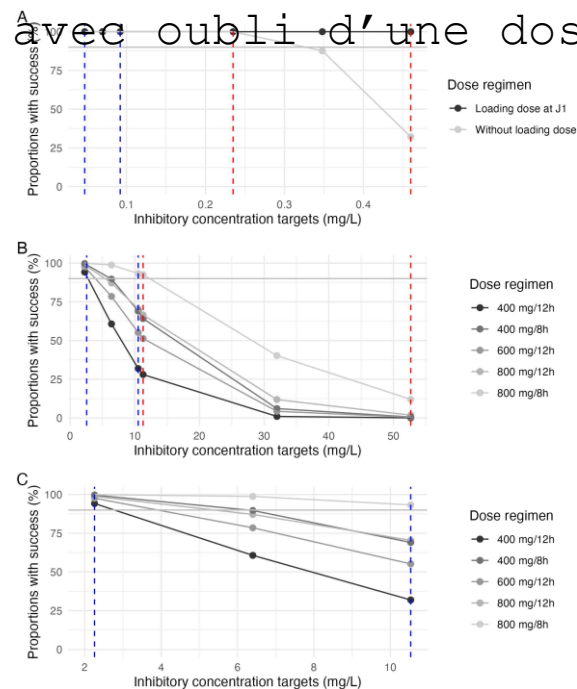 avec oubli d'une dos
A
100
75
50
25
0
Proportions with success (%)
0.1
0.2
0.3
0.4
Inhibitory concentration targets (mg/L)
Dose regimen
Loading dose at J1
Without loading dose
B
100
75
50
25
0
Proportions with success (%)
0
10
20
30
40
50
Inhibitory concentration targets (mg/L)
Dose regimen
400 mg/12h
400 mg/8h
600 mg/12h
800 mg/12h
800 mg/8h
C
100
75
50
25
0
Proportions with success (%)
2
4
6
8
10
Inhibitory concentration targets (mg/L)
Dose regimen
400 mg/12h
400 mg/8h
600 mg/12h
800 mg/12h
800 mg/8h